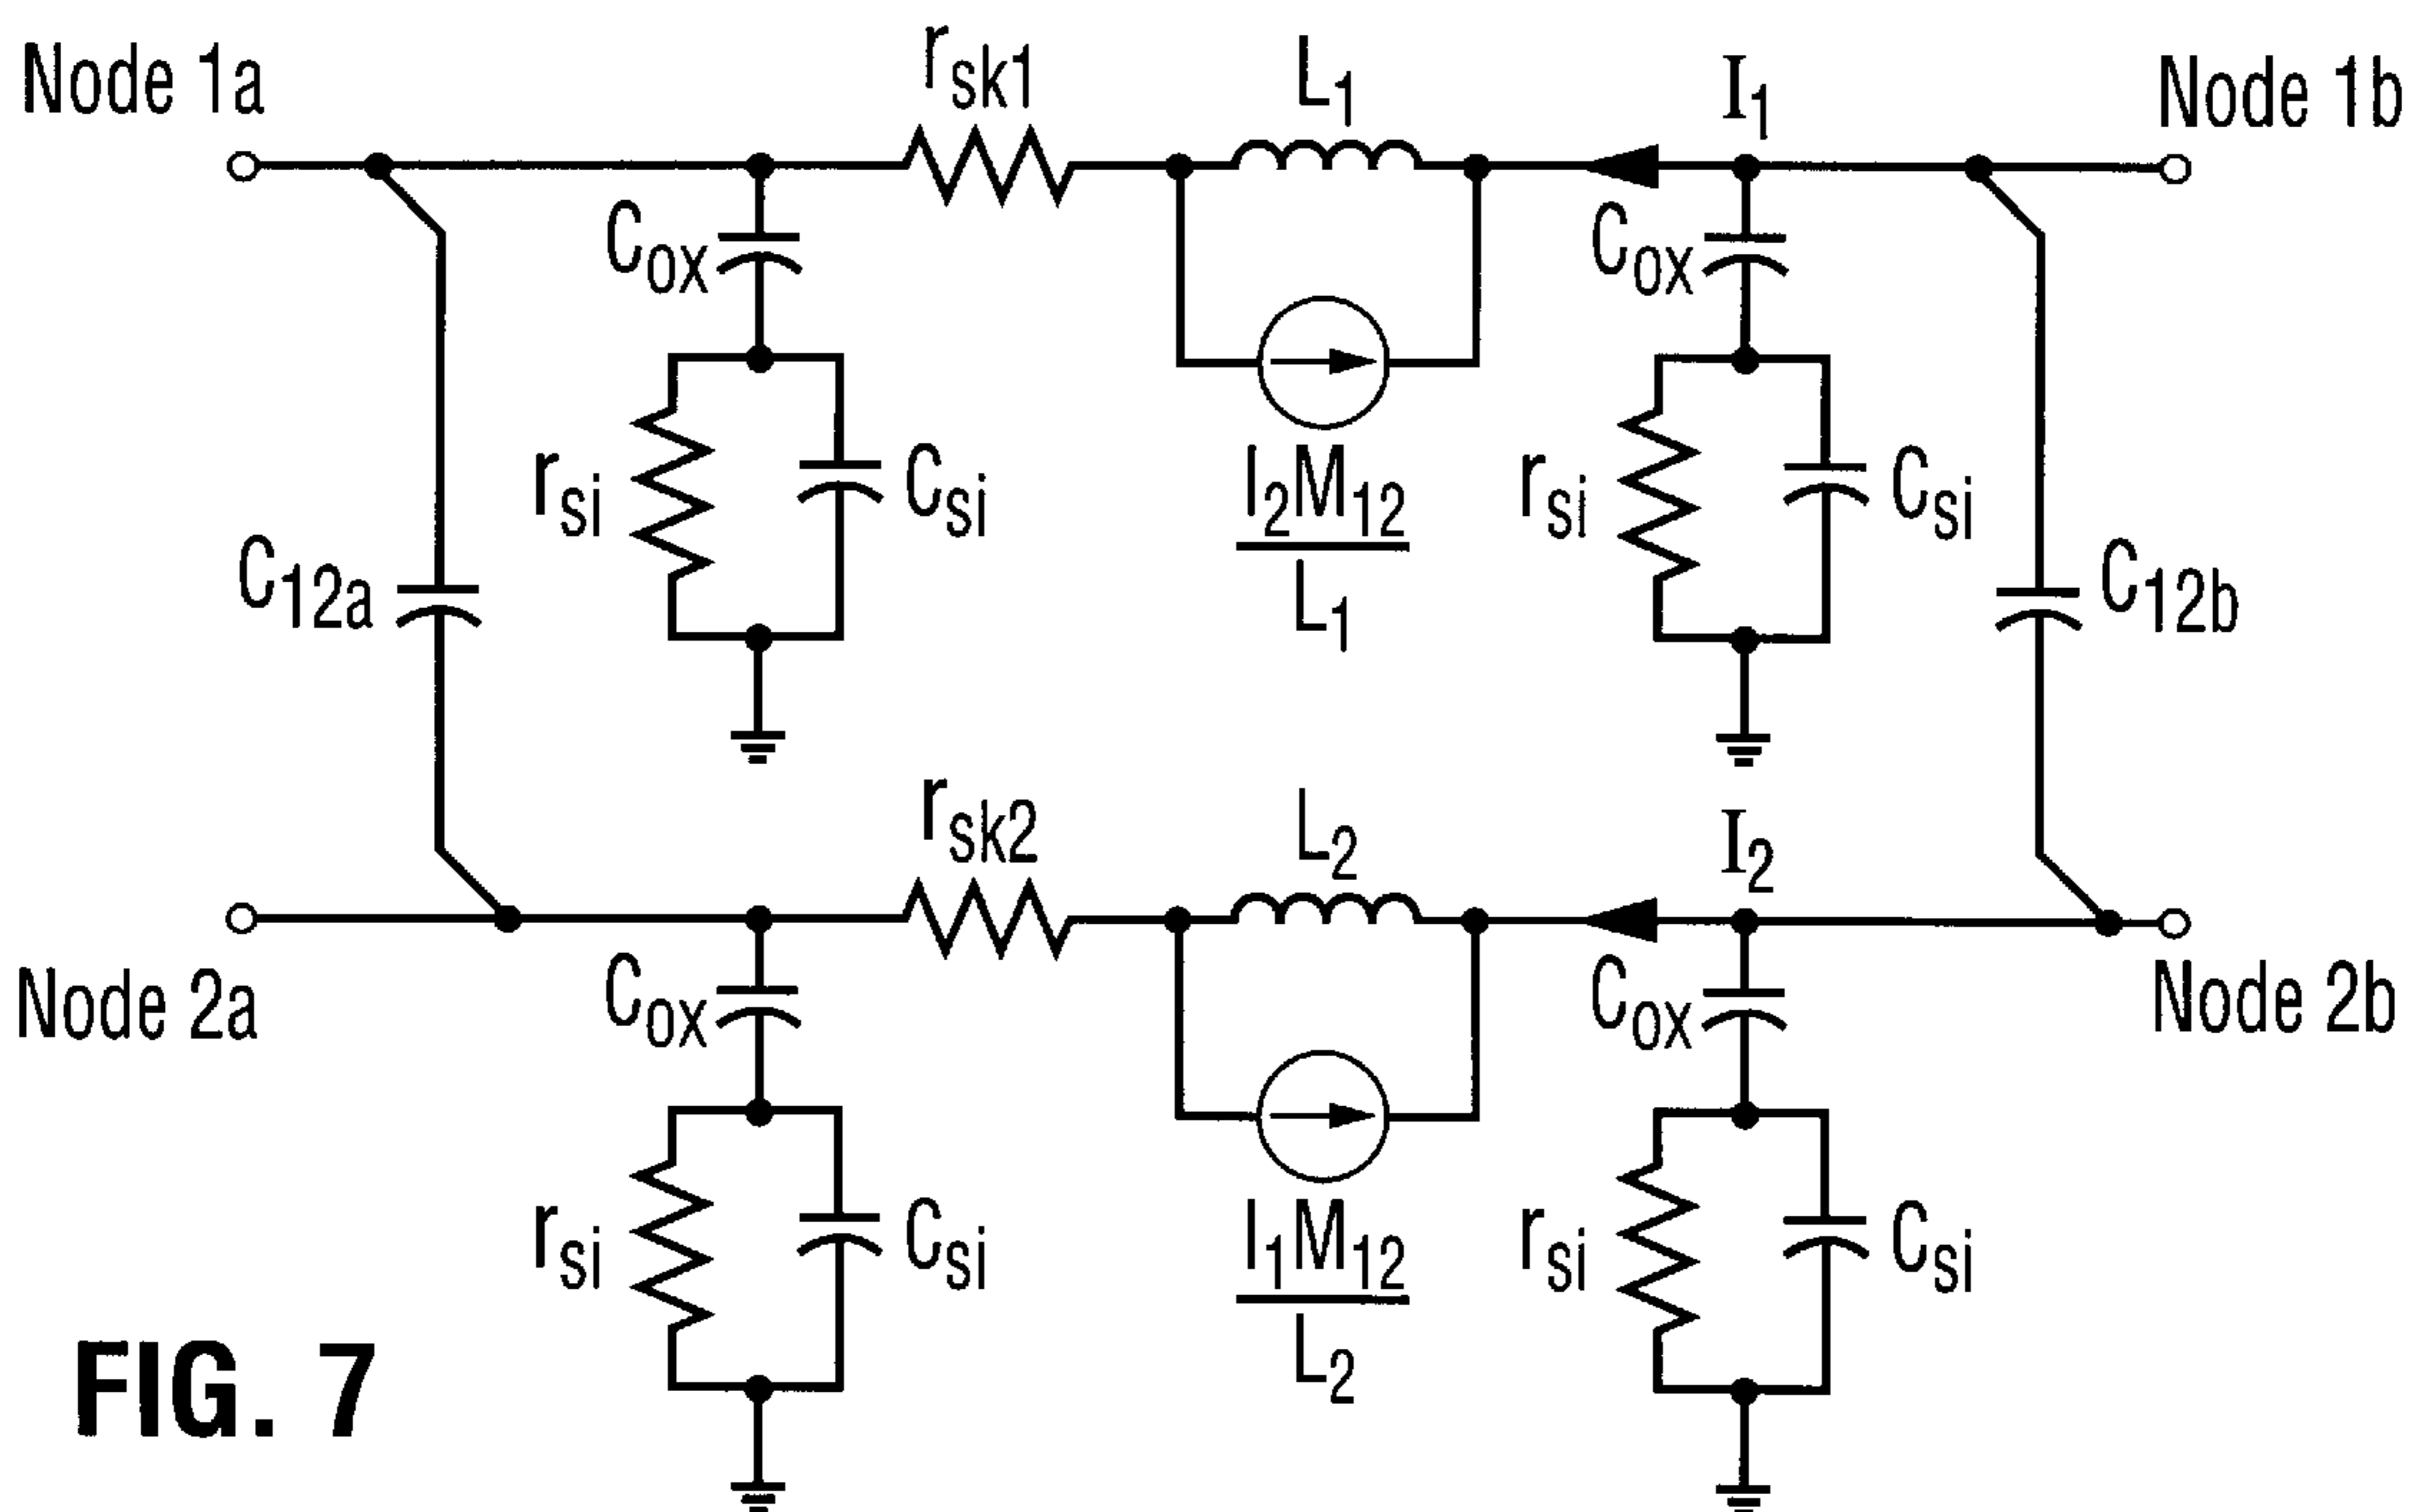 Node 1a
r_sk1
L_1
I_1
Node 1b
C_ox
C_ox
r_si
C_si
I_2M_12
L_1
r_si
C_si
C_12a
C_12b
r_sk2
L_2
I_2
Node 2a
C_ox
C_ox
Node 2b
r_si
C_si
I_1M_12
L_2
r_si
C_si
FIG. 7